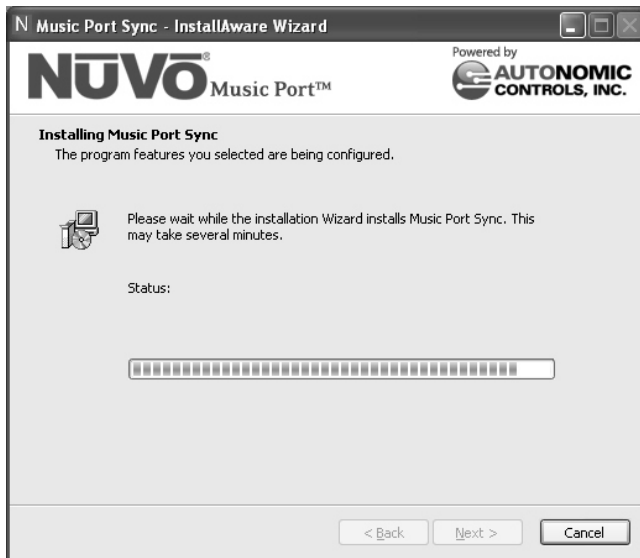 N Music Port Sync - InstallAware Wizard
NŪVŌ® Music Port™
Powered by
AUTONOMIC
CONTROLS, INC.
Installing Music Port Sync
The program features you selected are being configured.
Please wait while the installation Wizard installs Music Port Sync. This
may take several minutes.
Status:
< Back
Next >
Cancel